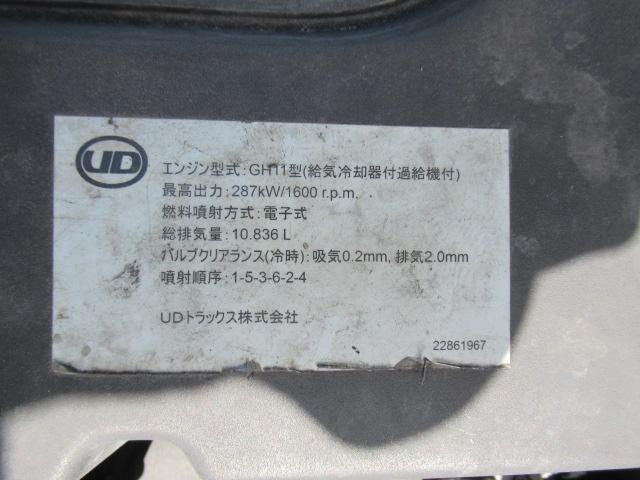 UD
エンジン型式:GH11型(給気冷却器付過給機付)
最高出力:287kW/1600 r.p.m.
燃料噴射方式:電子式
総排気量:10.836 L
バルブクリアランス(冷時):吸気0.2mm, 排気2.0mm
噴射順序:1-5-3-6-2-4
UDトラックス株式会社
22861967